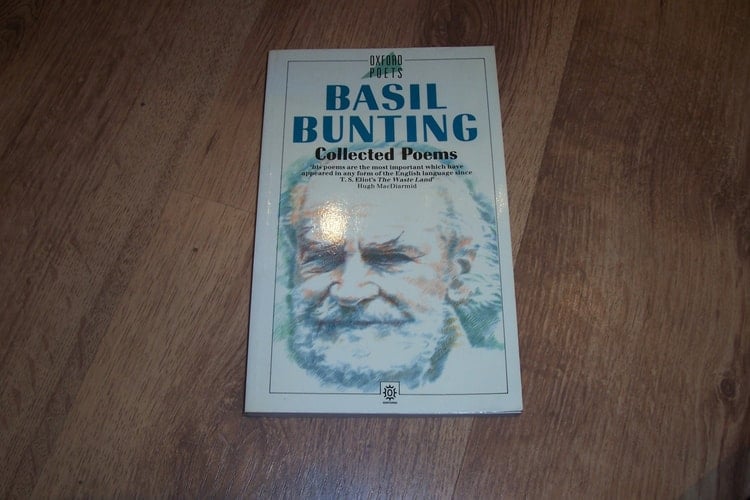 OXFORD
POETS
BASIL
BUNTING
Collected Poems
'his poems are the most important which have
appeared in any form of the English language since
T. S. Eliot's The Waste Land'
Hugh MacDiarmid